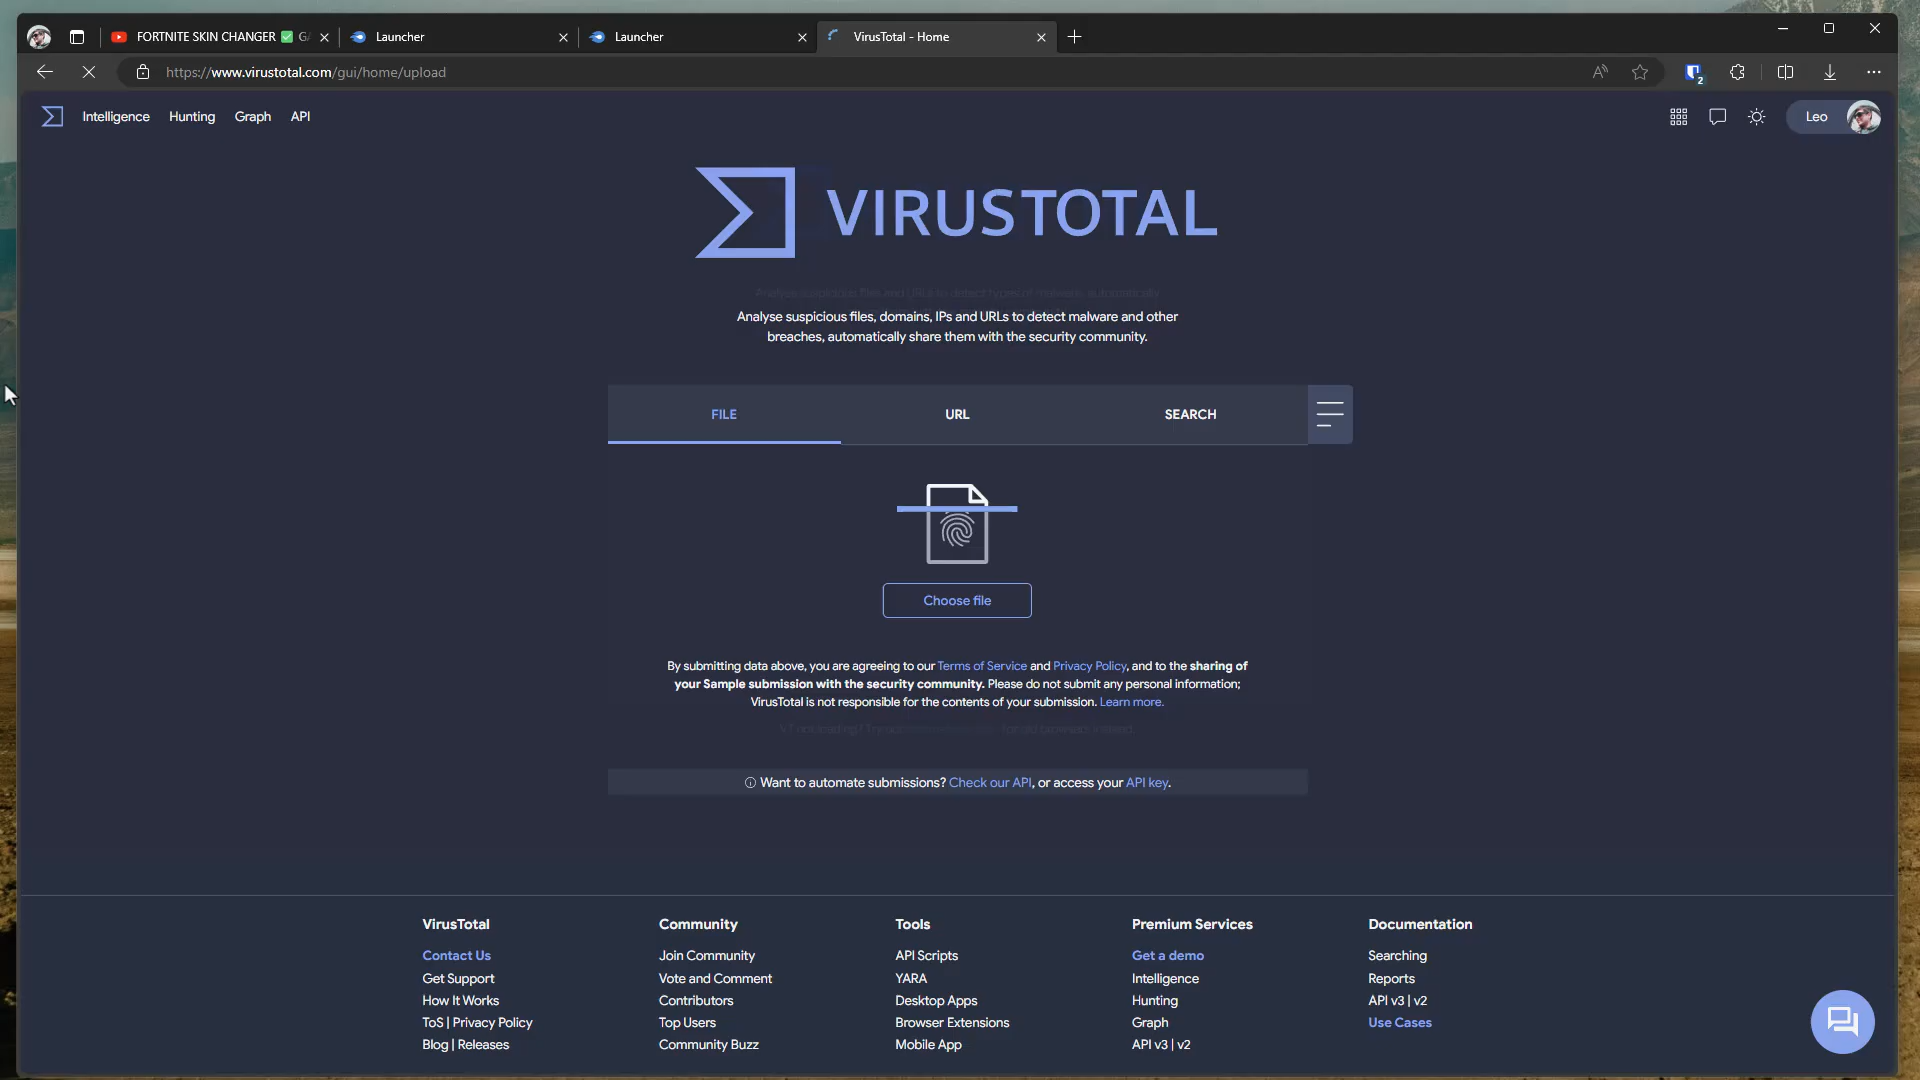 FORTNITE SKIN CHANGER ✅ GA
Launcher
Launcher
VirusTotal - Home
https://www.virustotal.com/gui/home/upload
2
Intelligence
Hunting
Graph
API
Leo
VIRUSTOTAL
Analyse suspicious files, domains, IPs and URLs to detect malware and other
breaches, automatically share them with the security community.
FILE
URL
SEARCH
Choose file
By submitting data above, you are agreeing to our Terms of Service and Privacy Policy, and to the sharing of
your Sample submission with the security community. Please do not submit any personal information;
VirusTotal is not responsible for the contents of your submission. Learn more.
Want to automate submissions? Check our API, or access your API key.
VirusTotal
Contact Us
Get Support
How It Works
ToS | Privacy Policy
Blog | Releases
Community
Join Community
Vote and Comment
Contributors
Top Users
Community Buzz
Tools
API Scripts
YARA
Desktop Apps
Browser Extensions
Mobile App
Premium Services
Get a demo
Intelligence
Hunting
Graph
API v3 | v2
Documentation
Searching
Reports
API v3 | v2
Use Cases